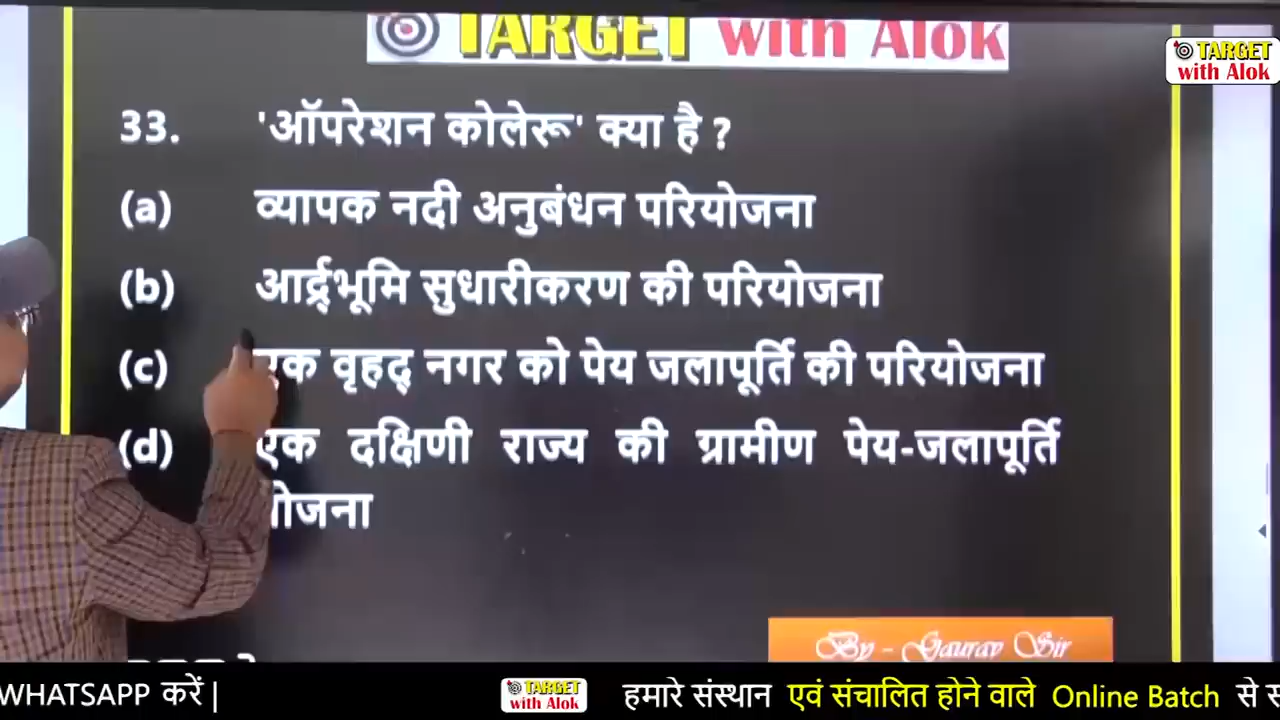 TARGET with Alok
TARGET
with Alok
33. 'ऑपरेशन कोलेरू' क्या है ?
(a) व्यापक नदी अनुबंधन परियोजना
(b) आर्द्रभूमि सुधारीकरण की परियोजना
(c) एक वृहद् नगर को पेय जलापूर्ति की परियोजना
(d) एक दक्षिणी राज्य की ग्रामीण पेय-जलापूर्ति
योजना
By - Gaurav Sir
WHATSAPP करें | TARGET with Alok हमारे संस्थान एवं संचालित होने वाले Online Batch से